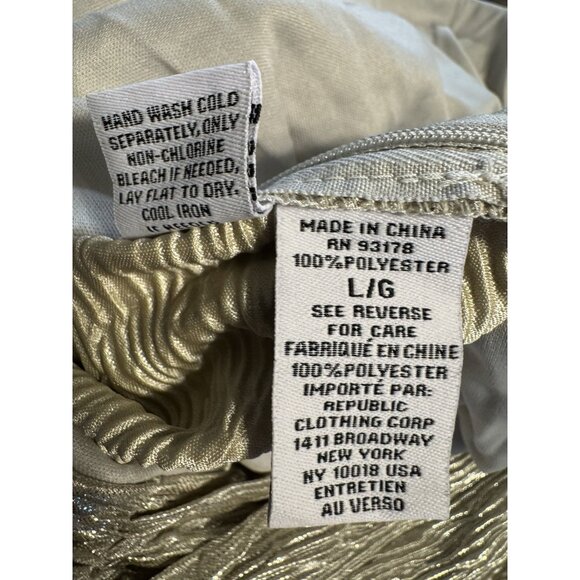 HAND WASH COLD
SEPARATELY, ONLY
NON-CHLORINE
BLEACH IF NEEDED,
LAY FLAT TO DRY.
COOL IRON
MADE IN CHINA
RN 93178
100%POLYESTER
L/G
SEE REVERSE
FOR CARE
FABRIQUÉ EN CHINE
100%POLYESTER
IMPORTÉ PAR:
REPUBLIC
CLOTHING CORP
1411 BROADWAY
NEW YORK
NY 10018 USA
ENTRETIEN
AU VERSO